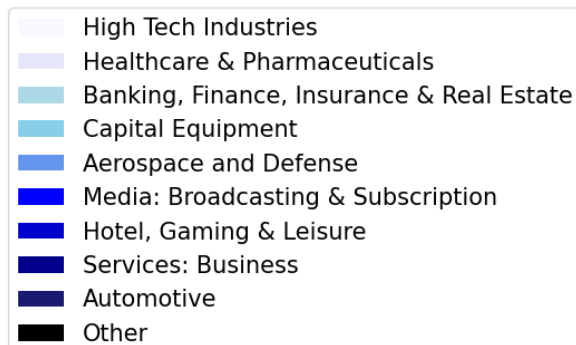 High Tech Industries
Healthcare & Pharmaceuticals
Banking, Finance, Insurance & Real Estate
Capital Equipment
Aerospace and Defense
Media: Broadcasting & Subscription
Hotel, Gaming & Leisure
Services: Business
Automotive
Other